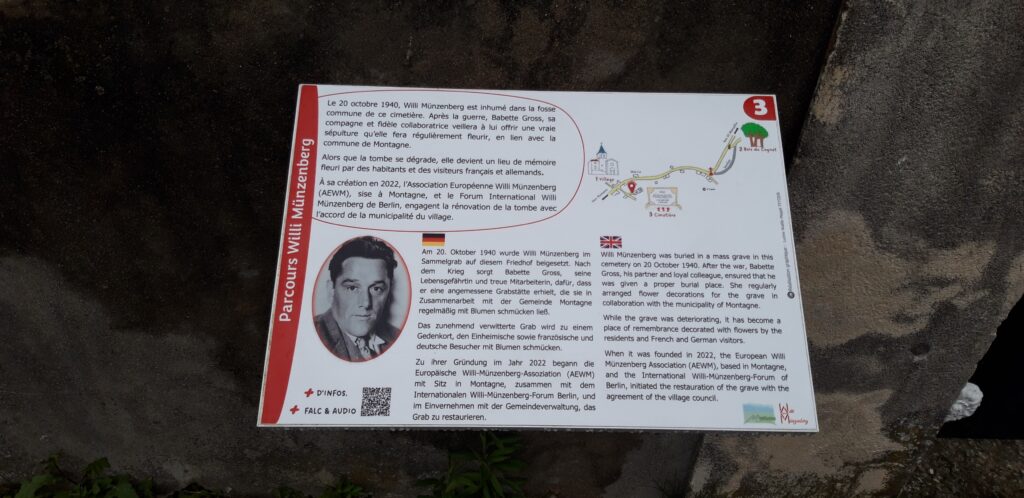 Parcours Willi Münzenberg
Le 20 octobre 1940, Willi Münzenberg est inhumé dans la fosse
commune de ce cimetière. Après la guerre, Babette Gross, sa
compagne et fidèle collaboratrice veillera à lui offrir une vraie
sépulture qu'elle fera régulièrement fleurir, en lien avec la
commune de Montagne.
Alors que la tombe se dégrade, elle devient un lieu de mémoire
fleuri par des habitants et des visiteurs français et allemands.
À sa création en 2022, l'Association Européenne Willi Münzenberg
(AEWM), sise à Montagne, et le Forum International Willi
Münzenberg de Berlin, engagent la rénovation de la tombe avec
l'accord de la municipalité du village.
3
2 Bois du Cognet
1 village
3 Cimetière
Am 20. Oktober 1940 wurde Willi Münzenberg im
Sammelgrab auf diesem Friedhof beigesetzt. Nach
dem Krieg sorgt Babette Gross, seine
Lebensgefährtin und treue Mitarbeiterin, dafür, dass
er eine angemessene Grabstätte erhielt, die sie in
Zusammenarbeit mit der Gemeinde Montagne
regelmäßig mit Blumen schmücken ließ.
Das zunehmend verwitterte Grab wird zu einem
Gedenkort, den Einheimische sowie französische und
deutsche Besucher mit Blumen schmücken.
Zu ihrer Gründung im Jahr 2022 begann die
Europäische Willi-Münzenberg-Assoziation (AEWM)
mit Sitz in Montagne, zusammen mit dem
Internationalen Willi-Münzenberg-Forum Berlin, und
im Einvernehmen mit der Gemeindeverwaltung, das
Grab zu restaurieren.
Willi Münzenberg was buried in a mass grave in this
cemetery on 20 October 1940. After the war, Babette
Gross, his partner and loyal colleague, ensured that he
was given a proper burial place. She regularly
arranged flower decorations for the grave in
collaboration with the municipality of Montagne.
While the grave was deteriorating, it has become a
place of remembrance decorated with flowers by the
residents and French and German visitors.
When it was founded in 2022, the European Willi
Münzenberg Association (AEWM), based in Montagne,
and the International Willi-Münzenberg-Forum of
Berlin, initiated the restauration of the grave with the
agreement of the village council.
+ D'INFOS.
+ FALC & AUDIO
Willi
Münzenberg